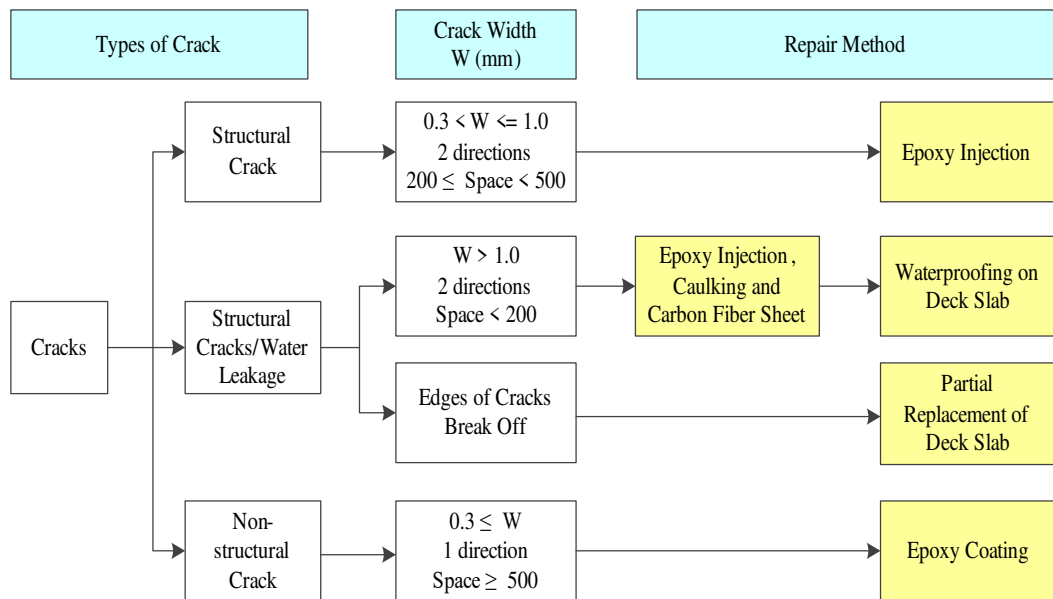 Types of Crack
Crack Width
W (mm)
Repair Method
Structural
Crack
0.3 < W <= 1.0
2 directions
200 ≤ Space < 500
Epoxy Injection
Cracks
Structural
Cracks/Water
Leakage
W > 1.0
2 directions
Space < 200
Epoxy Injection ,
Caulking and
Carbon Fiber Sheet
Waterproofing on
Deck Slab
Edges of Cracks
Break Off
Partial
Replacement of
Deck Slab
Non-
structural
Crack
0.3 ≤ W
1 direction
Space ≥ 500
Epoxy Coating